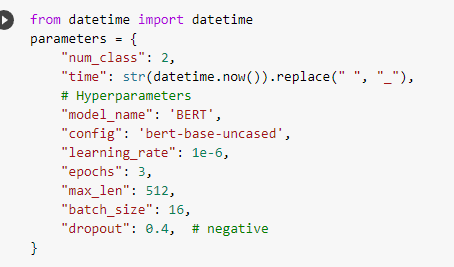 from datetime import datetime
parameters = {
    "num_class": 2,
    "time": str(datetime.now()).replace(" ", "_"),
    # Hyperparameters
    "model_name": 'BERT',
    "config": 'bert-base-uncased',
    "learning_rate": 1e-6,
    "epochs": 3,
    "max_len": 512,
    "batch_size": 16,
    "dropout": 0.4,  # negative
}